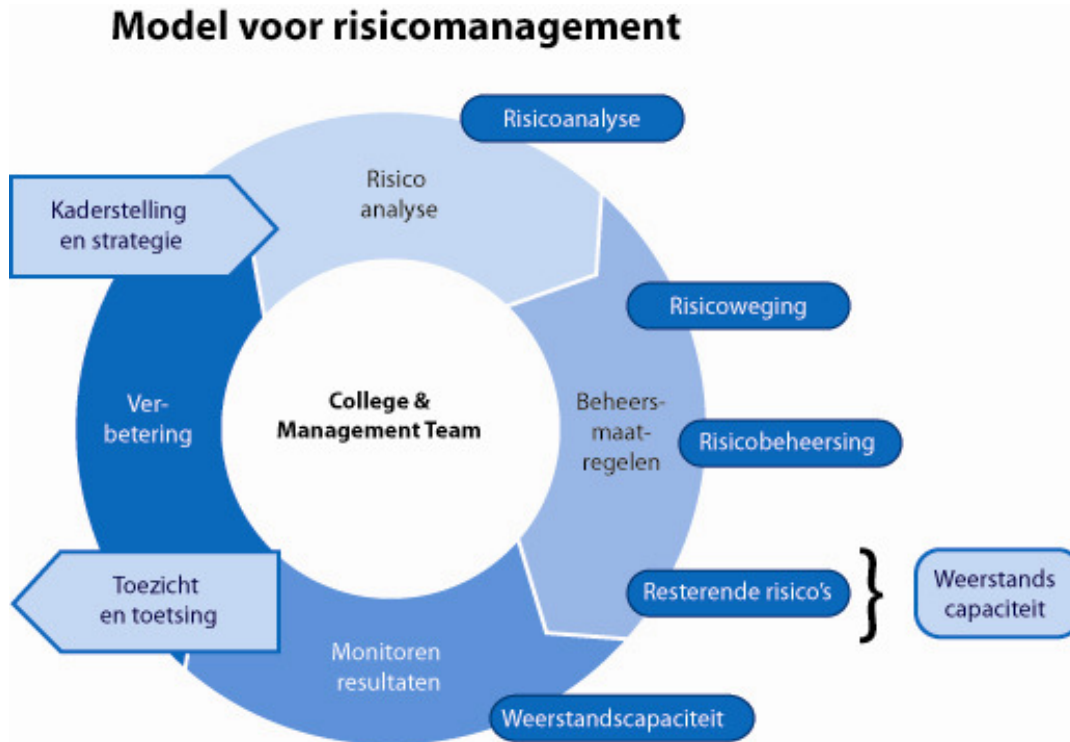 Model voor risicomanagement
Risicoanalyse
Risico
analyse
Kaderstelling
en strategie
Risicoweging
College &
Management Team
Ver-
betering
Beheers-
maat-
regelen
Risicobeheersing
Toezicht
en toetsing
Resterende risico's
}
Weerstands
capaciteit
Monitoren
resultaten
Weerstandscapaciteit